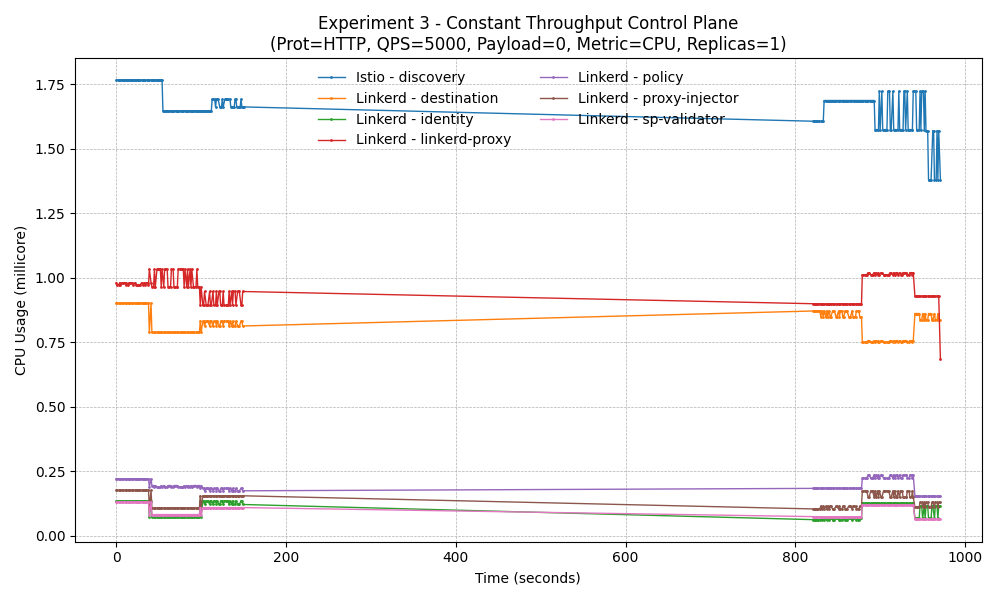 Experiment 3 - Constant Throughput Control Plane
(Prot=HTTP, QPS=5000, Payload=0, Metric=CPU, Replicas=1)
Istio - discovery
Linkerd - destination
Linkerd - identity
Linkerd - linkerd-proxy
Linkerd - policy
Linkerd - proxy-injector
Linkerd - sp-validator
CPU Usage (millicore)
1.75
1.50
1.25
1.00
0.75
0.50
0.25
0.00
0
200
400
600
800
1000
Time (seconds)